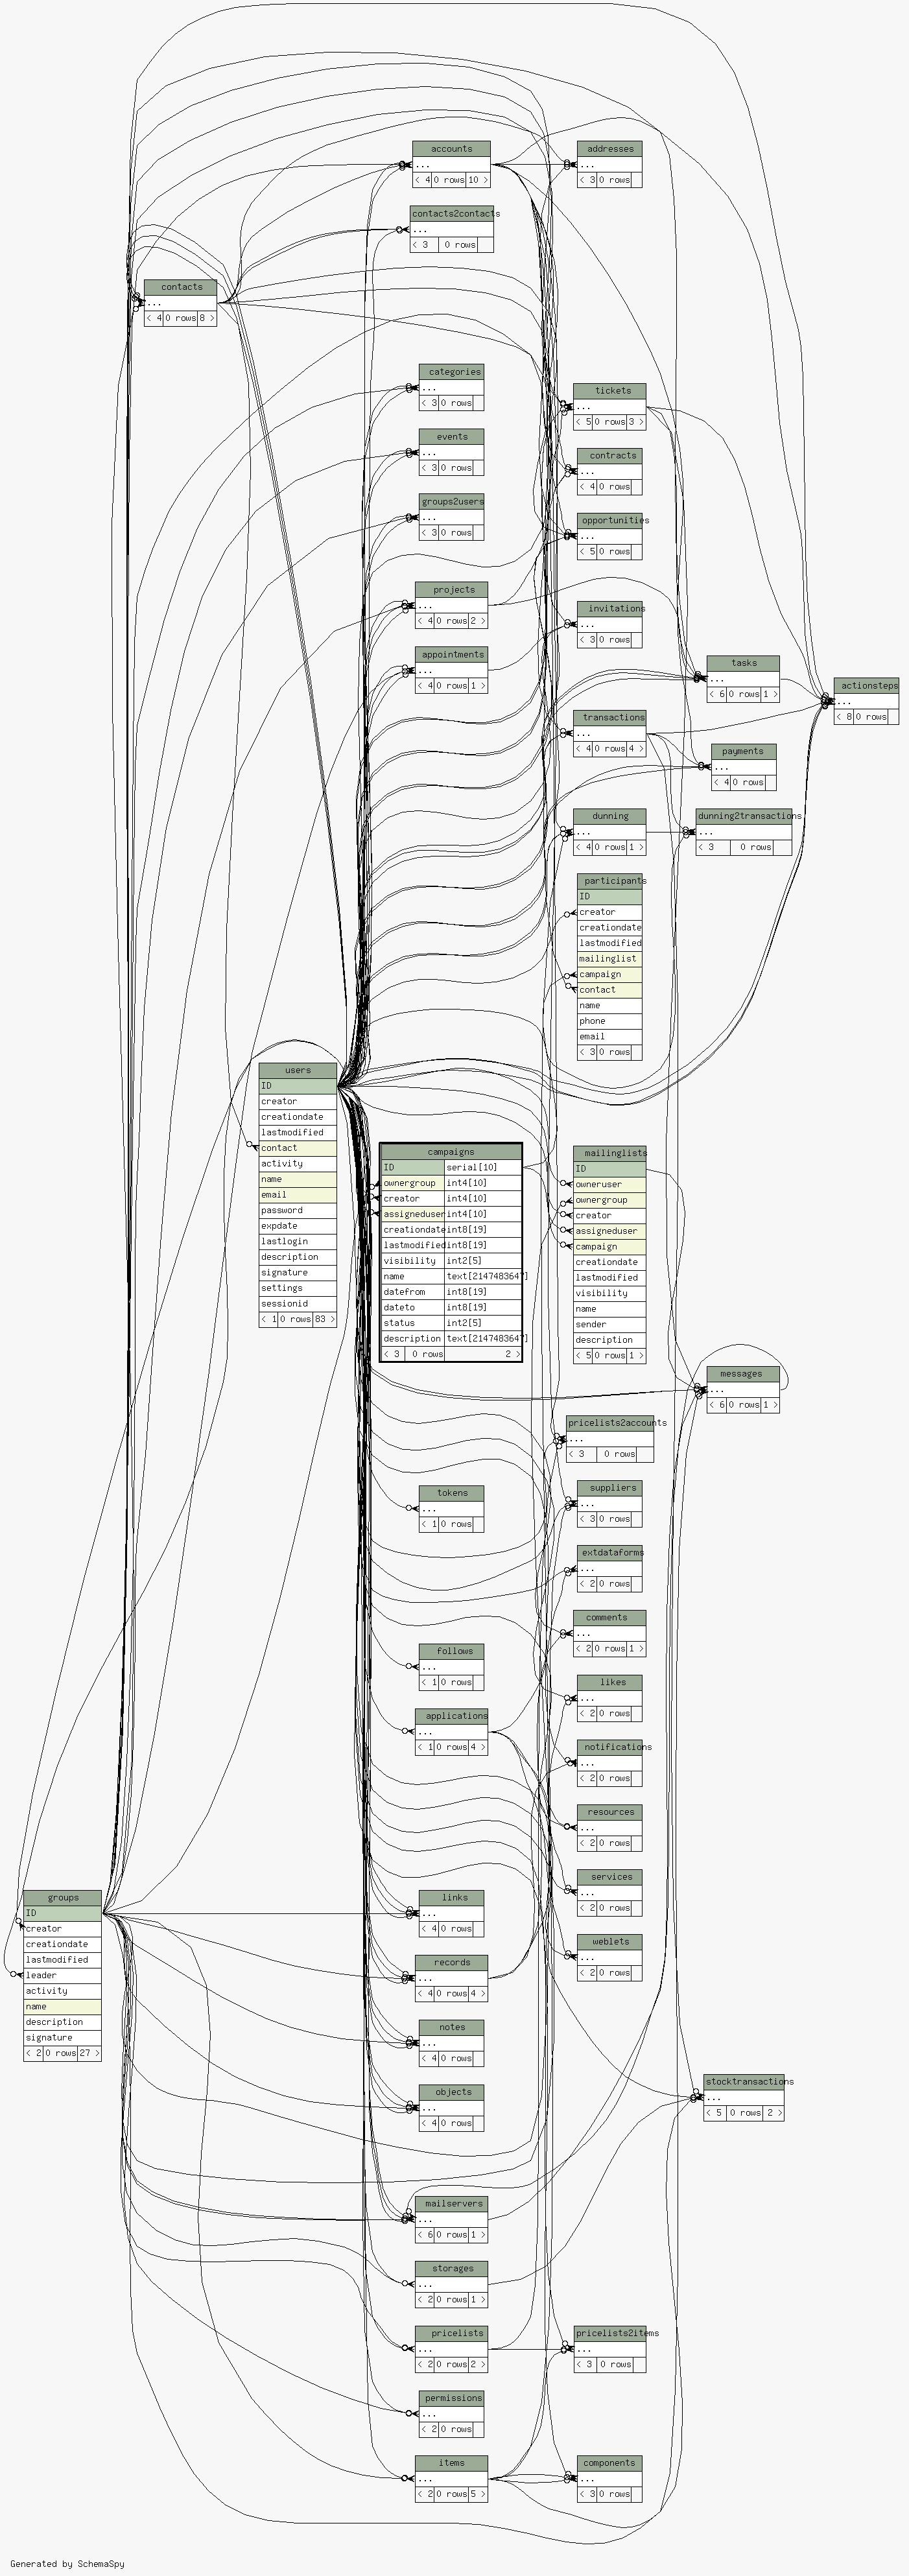 accounts
...
< 4 0 rows 10 >
addresses
...
< 3 0 rows
contacts2contacts
...
< 3 0 rows
contacts
...
< 4 0 rows 8 >
categories
...
< 3 0 rows
tickets
...
< 5 0 rows 3 >
events
...
< 3 0 rows
contracts
...
< 4 0 rows
groups2users
...
< 3 0 rows
opportunities
...
< 5 0 rows
projects
...
< 4 0 rows 2 >
invitations
...
< 3 0 rows
appointments
...
< 4 0 rows 1 >
tasks
...
< 6 0 rows 1 >
actionsteps
...
< 8 0 rows
transactions
...
< 4 0 rows 4 >
payments
...
< 4 0 rows
dunning
...
< 4 0 rows 1 >
dunning2transactions
...
< 3 0 rows
participants
ID
creator
creationdate
lastmodified
mailinglist
campaign
contact
name
phone
email
< 3 0 rows
users
ID
creator
creationdate
lastmodified
contact
activity
name
email
password
expdate
lastlogin
description
signature
settings
sessionid
< 1 0 rows 83 >
campaigns
ID serial[10]
ownergroup int4[10]
creator int4[10]
assigneduser int4[10]
creationdate int8[19]
lastmodified int8[19]
visibility int2[5]
name text[2147483647]
datefrom int8[19]
dateto int8[19]
status int2[5]
description text[2147483647]
< 3 0 rows 2 >
mailinglists
ID
owneruser
ownergroup
creator
assigneduser
campaign
creationdate
lastmodified
visibility
name
sender
description
< 5 0 rows 1 >
messages
...
< 6 0 rows 1 >
pricelists2accounts
...
< 3 0 rows
tokens
...
< 1 0 rows
suppliers
...
< 3 0 rows
extdataforms
...
< 2 0 rows
comments
...
< 2 0 rows 1 >
follows
...
< 1 0 rows
likes
...
< 2 0 rows
applications
...
< 1 0 rows 4 >
notifications
...
< 2 0 rows
resources
...
< 2 0 rows
services
...
< 2 0 rows
groups
ID
creator
creationdate
lastmodified
leader
activity
name
description
signature
< 2 0 rows 27 >
links
...
< 4 0 rows
weblets
...
< 2 0 rows
records
...
< 4 0 rows 4 >
notes
...
< 4 0 rows
stocktransactions
...
< 5 0 rows 2 >
objects
...
< 4 0 rows
mailservers
...
< 6 0 rows 1 >
storages
...
< 2 0 rows 1 >
pricelists
...
< 2 0 rows 2 >
pricelists2items
...
< 3 0 rows
permissions
...
< 2 0 rows
items
...
< 2 0 rows 5 >
components
...
< 3 0 rows
Generated by SchemaSpy